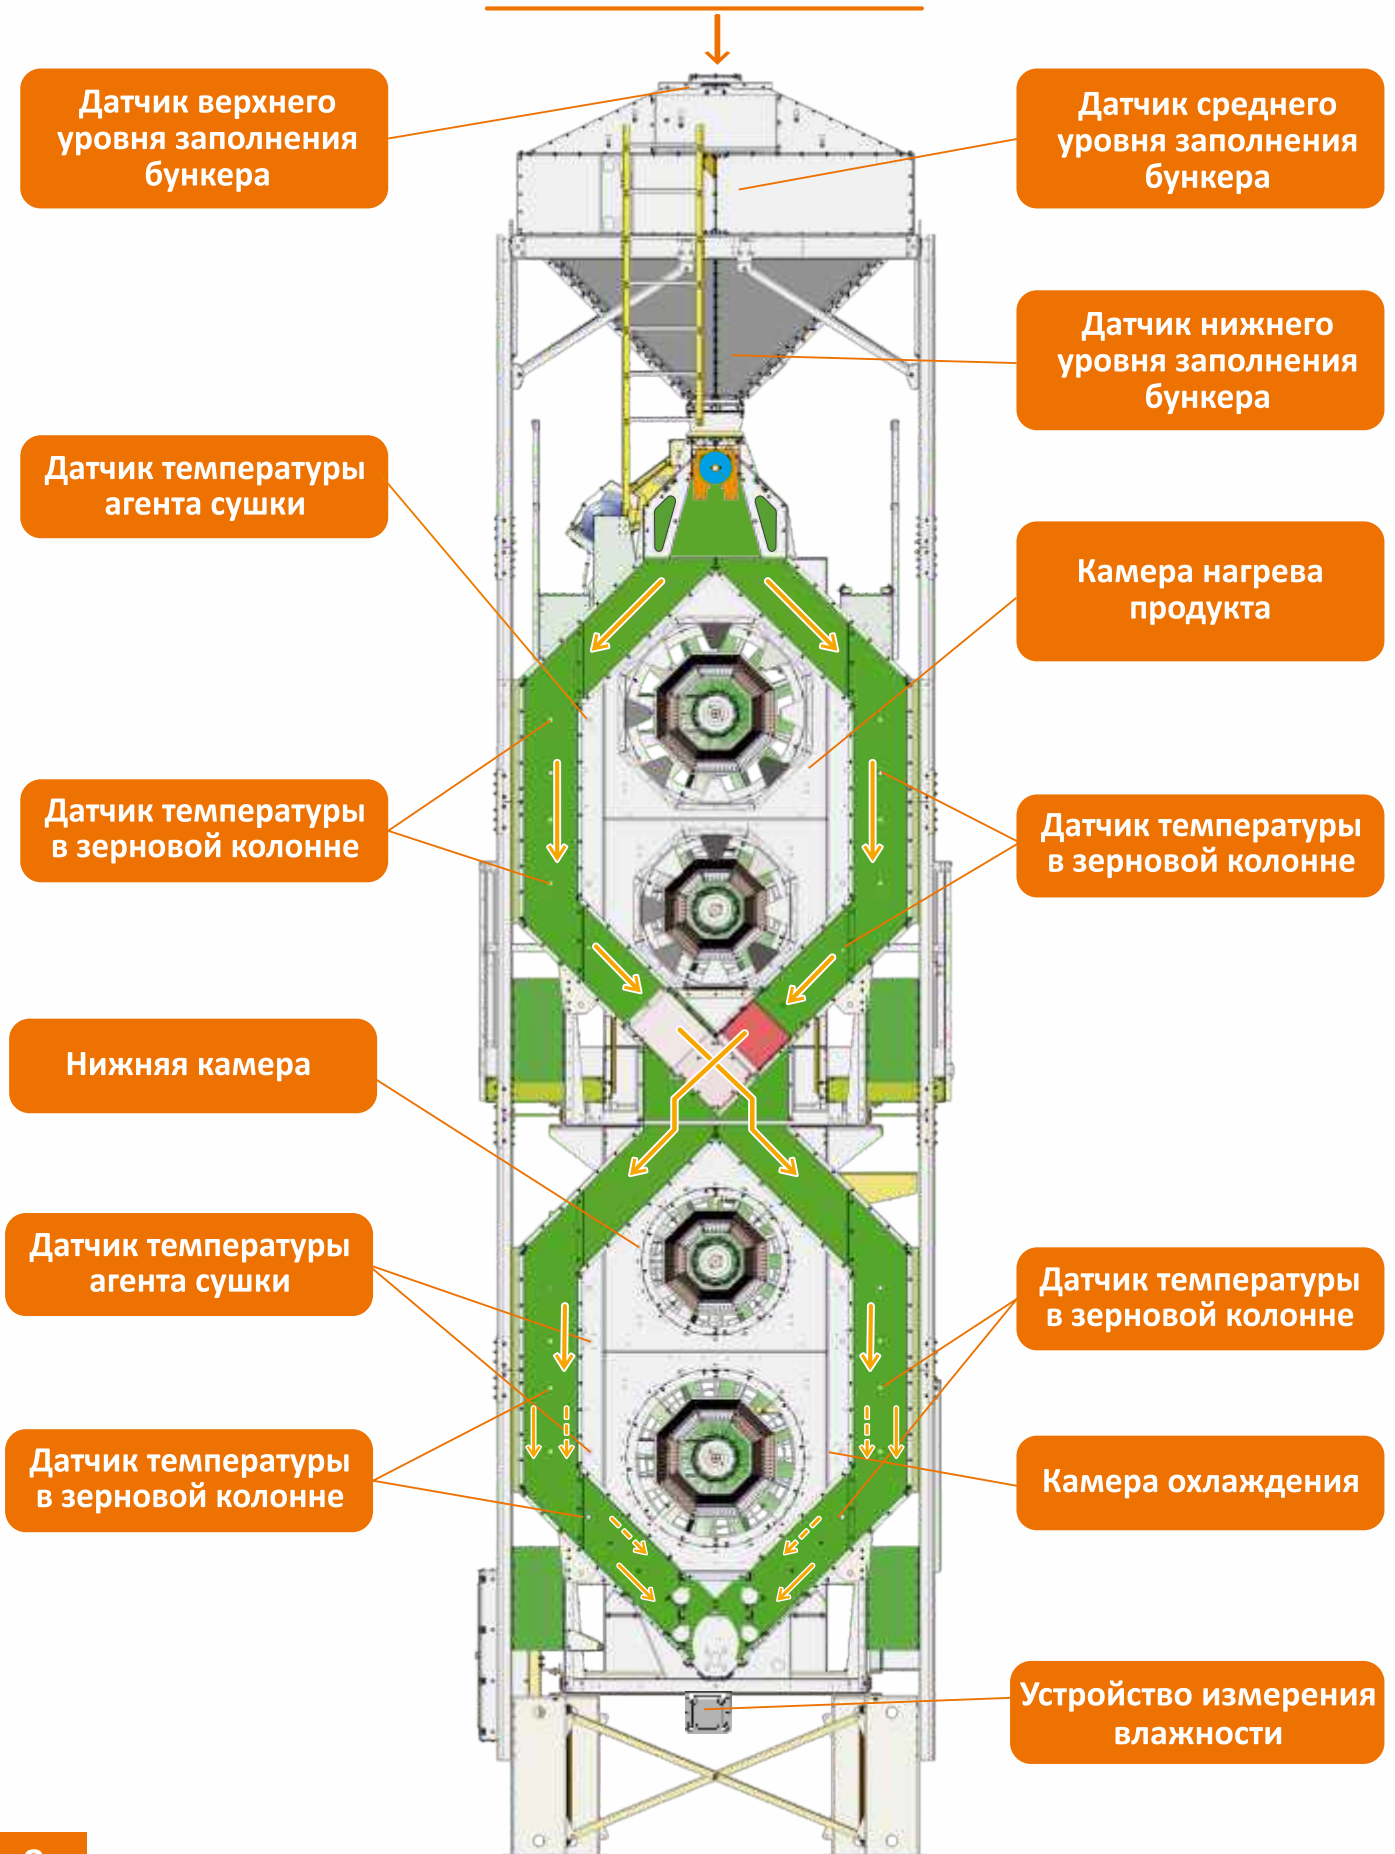 Датчик верхнего
уровня заполнения
бункера
Датчик среднего
уровня заполнения
бункера
Датчик нижнего
уровня заполнения
бункера
Датчик температуры
агента сушки
Камера нагрева
продукта
Датчик температуры
в зерновой колонне
Датчик температуры
в зерновой колонне
Нижняя камера
Датчик температуры
агента сушки
Датчик температуры
в зерновой колонне
Датчик температуры
в зерновой колонне
Камера охлаждения
Устройство измерения
влажности